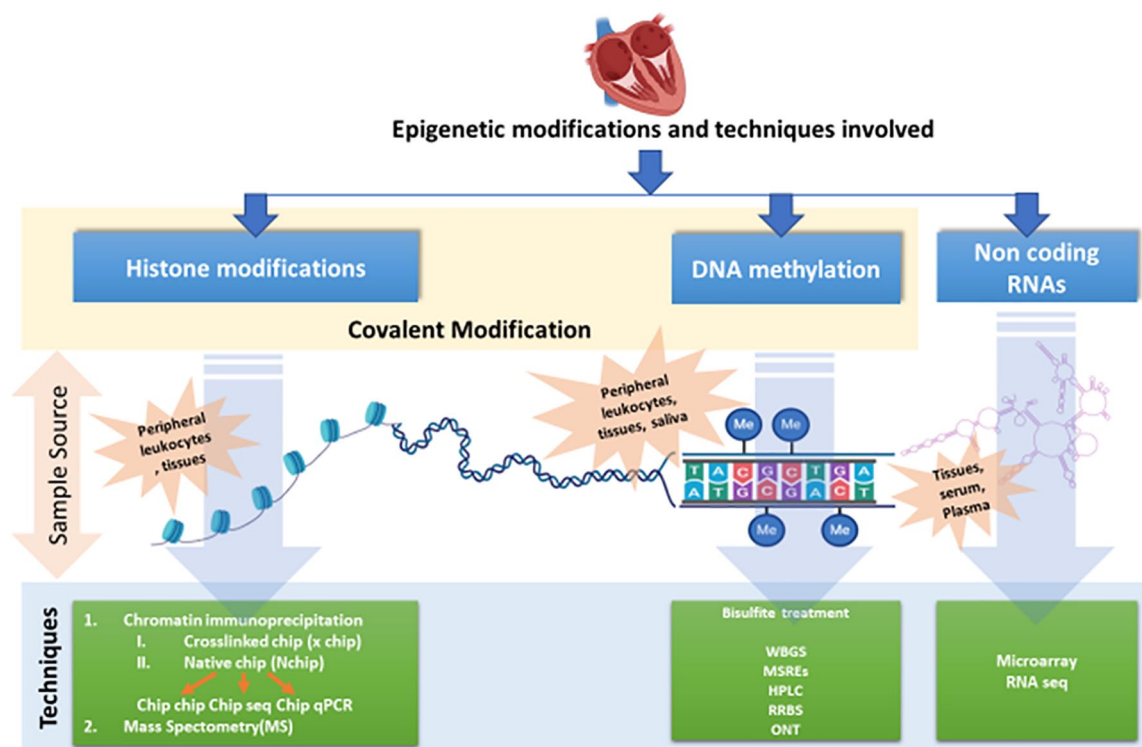 Epigenetic modifications and techniques involved
Histone modifications
DNA methylation
Non coding
RNAs
Covalent Modification
Sample Source
Peripheral
leukocytes
, tissues
Peripheral
leukocytes,
tissues, saliva
Me
Me
T A C G C T G A
A T G C G A C T
Me
Me
Tissues,
serum,
Plasma
Techniques
1. Chromatin immunoprecipitation
I. Crosslinked chip (x chip)
II. Native chip (Nchip)
Chip chip Chip seq Chip qPCR
2. Mass Spectometry(MS)
Bisulfite treatment
WBGS
MSREs
HPLC
RRBS
ONT
Microarray
RNA seq